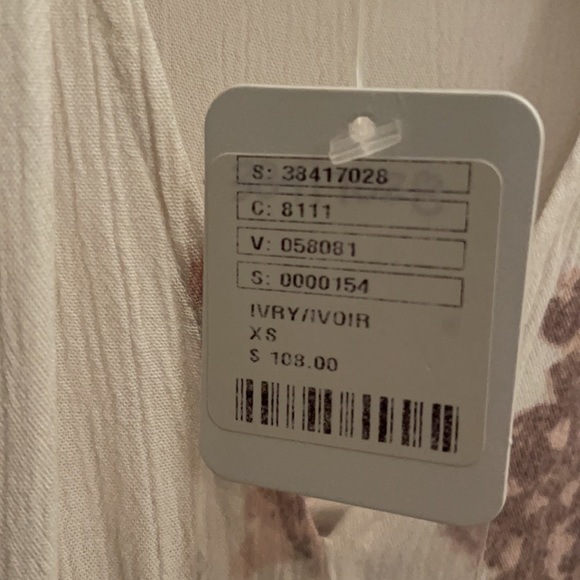 S: 38417028
C: 8111
V: 058081
S: 0000154
IVRY/IVOIR
XS
$ 108.00